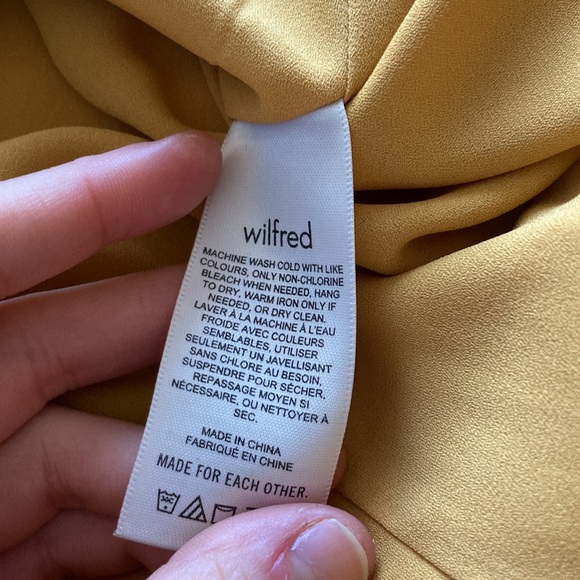 wilfred
MACHINE WASH COLD WITH LIKE
COLOURS, ONLY NON-CHLORINE
BLEACH WHEN NEEDED, HANG
TO DRY, WARM IRON ONLY IF
NEEDED, OR DRY CLEAN.
LAVER À LA MACHINE À L'EAU
FROIDE AVEC COULEURS
SEMBLABLES, UTILISER
SEULEMENT UN JAVELLISANT
SANS CHLORE AU BESOIN,
SUSPENDRE POUR SÉCHER,
REPASSAGE MOYEN SI
NÉCESSAIRE, OU NETTOYER À
SEC.
MADE IN CHINA
FABRIQUÉ EN CHINE
MADE FOR EACH OTHER.
30C